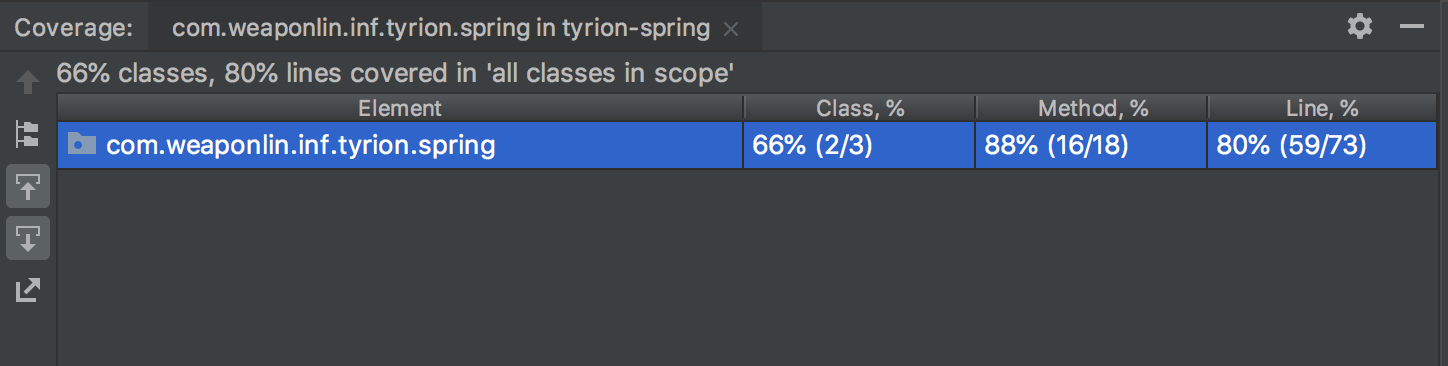 Coverage: com.weaponlin.inf.tyrion.spring in tyrion-spring
66% classes, 80% lines covered in 'all classes in scope'
Element Class, % Method, % Line, %
com.weaponlin.inf.tyrion.spring 66% (2/3) 88% (16/18) 80% (59/73)